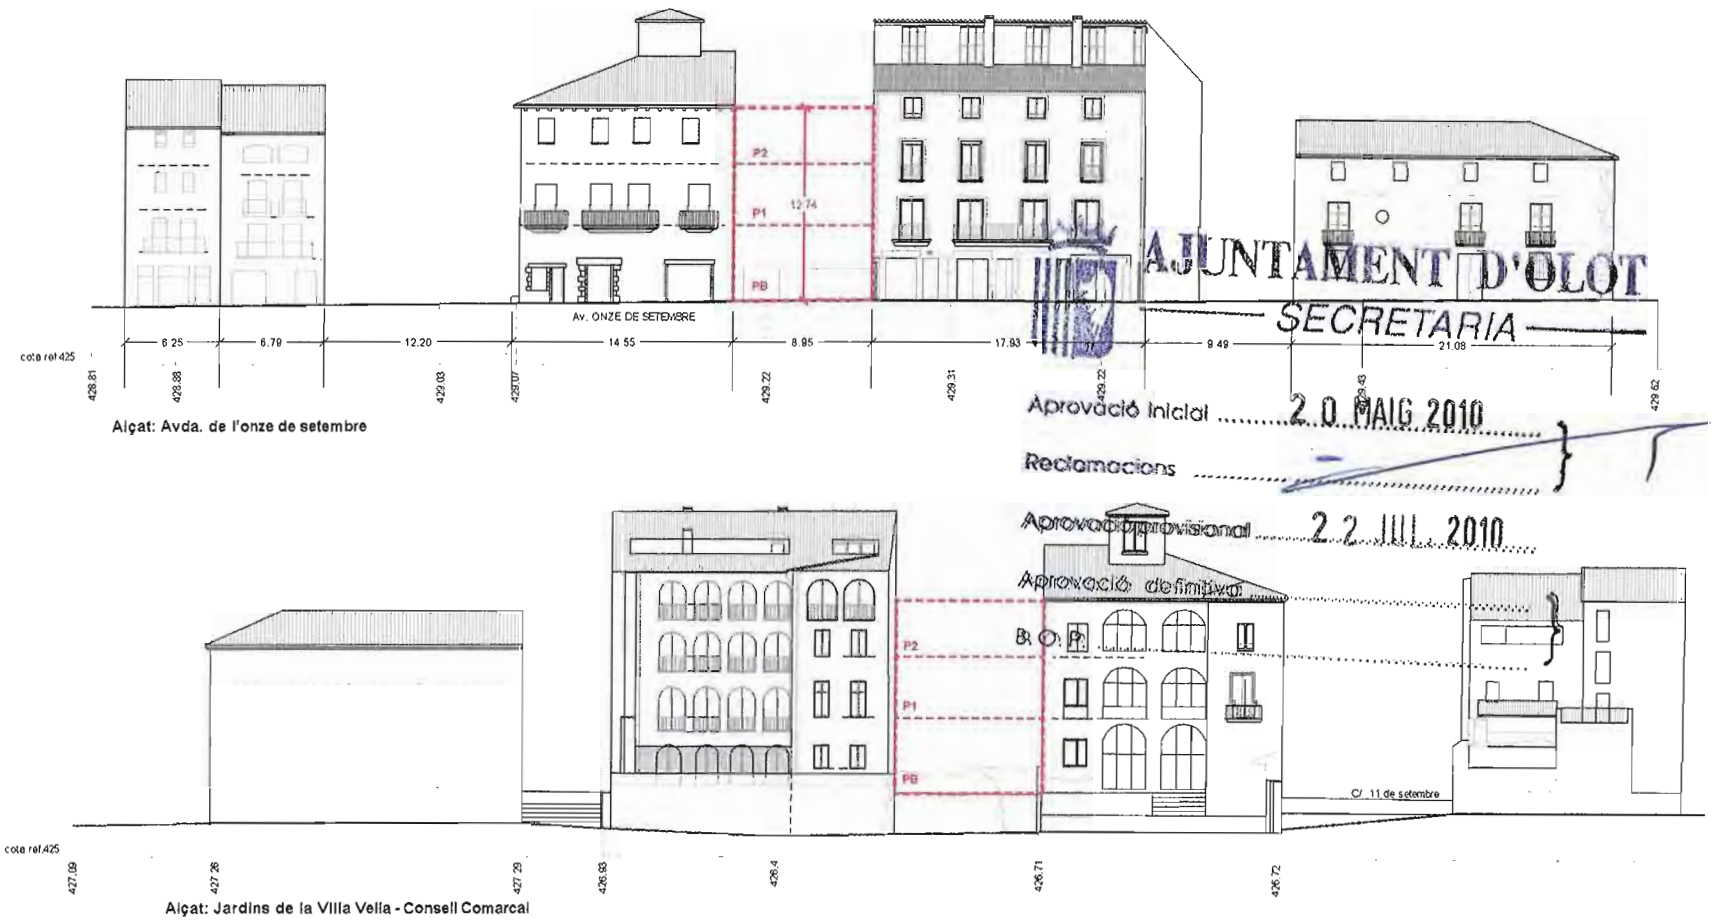 P2
P1
12.74
PB
AJUNTAMENT D'OLOT
SECRETARIA
AV. ONZE DE SETEMBRE
6.25 6.79 12.20 14.55 8.95 17.93 9.49 21.08
cota ref.425
428.81 428.88 429.03 429.07 429.22 429.31 429.22 429.43 429.62
Alçat: Avda. de l'onze de setembre
Aprovació inicial 20 MAIG 2010
Reclamacions
Aprovació provisional 22 JUL. 2010
Aprovació definitiva
B.O.P.
P2
P1
PB
C/ 11 de setembre
cota ref.425
427.09 427.26 427.29 426.93 426.4 426.71 426.72
Alçat: Jardins de la Villa Vella - Consell Comarcal